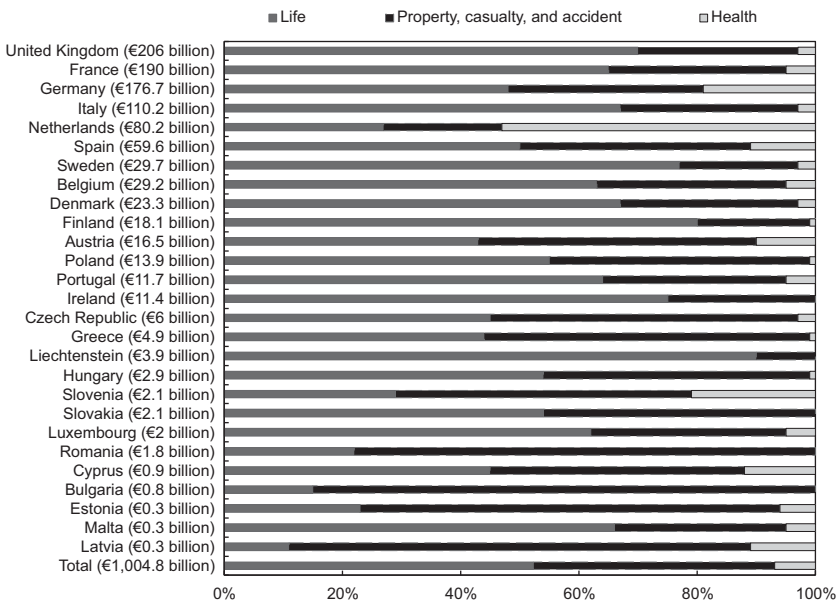 Life Property, casualty, and accident Health
United Kingdom (€206 billion)
France (€190 billion)
Germany (€176.7 billion)
Italy (€110.2 billion)
Netherlands (€80.2 billion)
Spain (€59.6 billion)
Sweden (€29.7 billion)
Belgium (€29.2 billion)
Denmark (€23.3 billion)
Finland (€18.1 billion)
Austria (€16.5 billion)
Poland (€13.9 billion)
Portugal (€11.7 billion)
Ireland (€11.4 billion)
Czech Republic (€6 billion)
Greece (€4.9 billion)
Liechtenstein (€3.9 billion)
Hungary (€2.9 billion)
Slovenia (€2.1 billion)
Slovakia (€2.1 billion)
Luxembourg (€2 billion)
Romania (€1.8 billion)
Cyprus (€0.9 billion)
Bulgaria (€0.8 billion)
Estonia (€0.3 billion)
Malta (€0.3 billion)
Latvia (€0.3 billion)
Total (€1,004.8 billion)
0% 20% 40% 60% 80% 100%